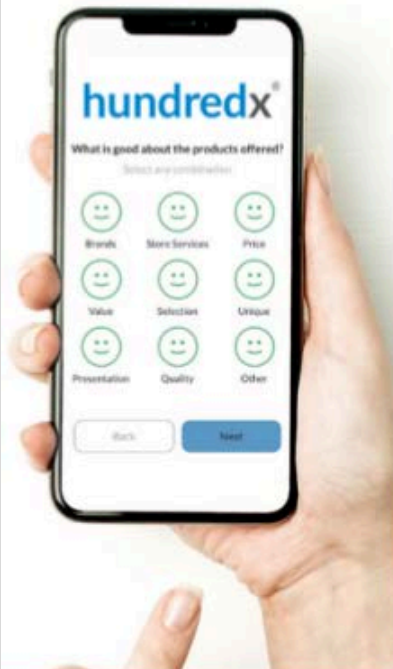 hundredx®
What is good about the products offered?
Select any combination
Brands Store Services Price
Value Selection Unique
Presentation Quality Other
Back Next